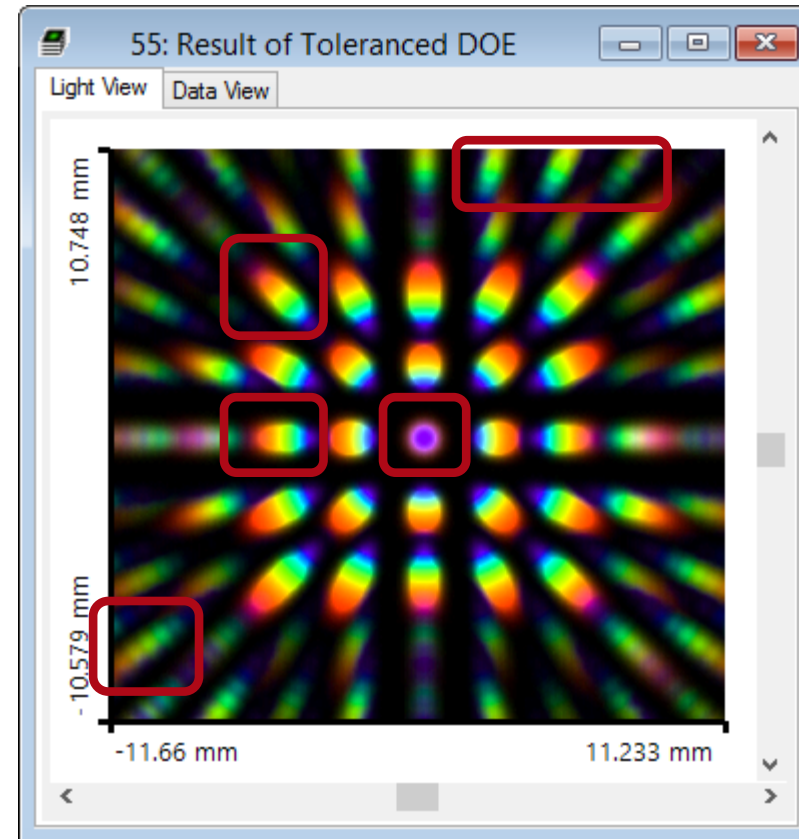 55: Result of Toleranced DOE
Light View
Data View
10.748 mm
-10.579 mm
-11.66 mm
11.233 mm